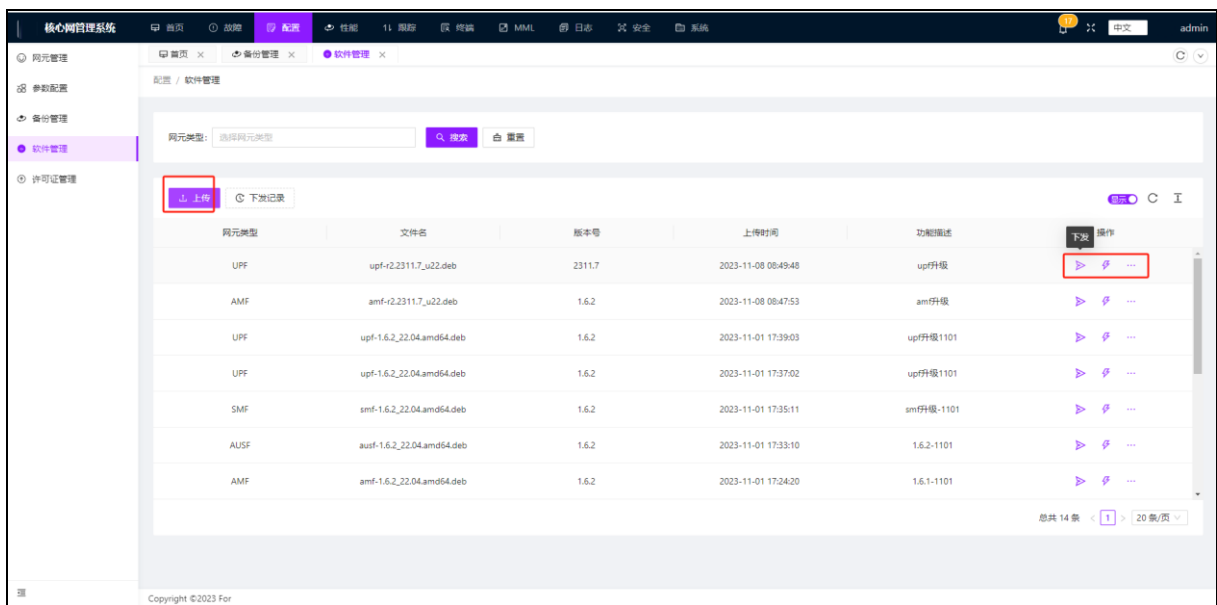 核心网管理系统 首页 故障 配置 性能 跟踪 终端 MML 日志 安全 系统 17 中文 admin
网元管理
参数配置
备份管理
软件管理
许可证管理
首页 × 备份管理 × 软件管理 ×
配置 / 软件管理
网元类型: 选择网元类型 搜索 重置
上传 下发记录 显示
网元类型 文件名 版本号 上传时间 功能描述 操作
下发
UPF upf-r2.2311.7_u22.deb 2311.7 2023-11-08 08:49:48 upf升级
AMF amf-r2.2311.7_u22.deb 1.6.2 2023-11-08 08:47:53 amf升级
UPF upf-1.6.2_22.04.amd64.deb 1.6.2 2023-11-01 17:39:03 upf升级1101
UPF upf-1.6.2_22.04.amd64.deb 1.6.2 2023-11-01 17:37:02 upf升级1101
SMF smf-1.6.2_22.04.amd64.deb 1.6.2 2023-11-01 17:35:11 smf升级-1101
AUSF ausf-1.6.2_22.04.amd64.deb 1.6.2 2023-11-01 17:33:10 1.6.2-1101
AMF amf-1.6.2_22.04.amd64.deb 1.6.2 2023-11-01 17:24:20 1.6.1-1101
总共 14 条 < 1 > 20 条/页
Copyright ©2023 For